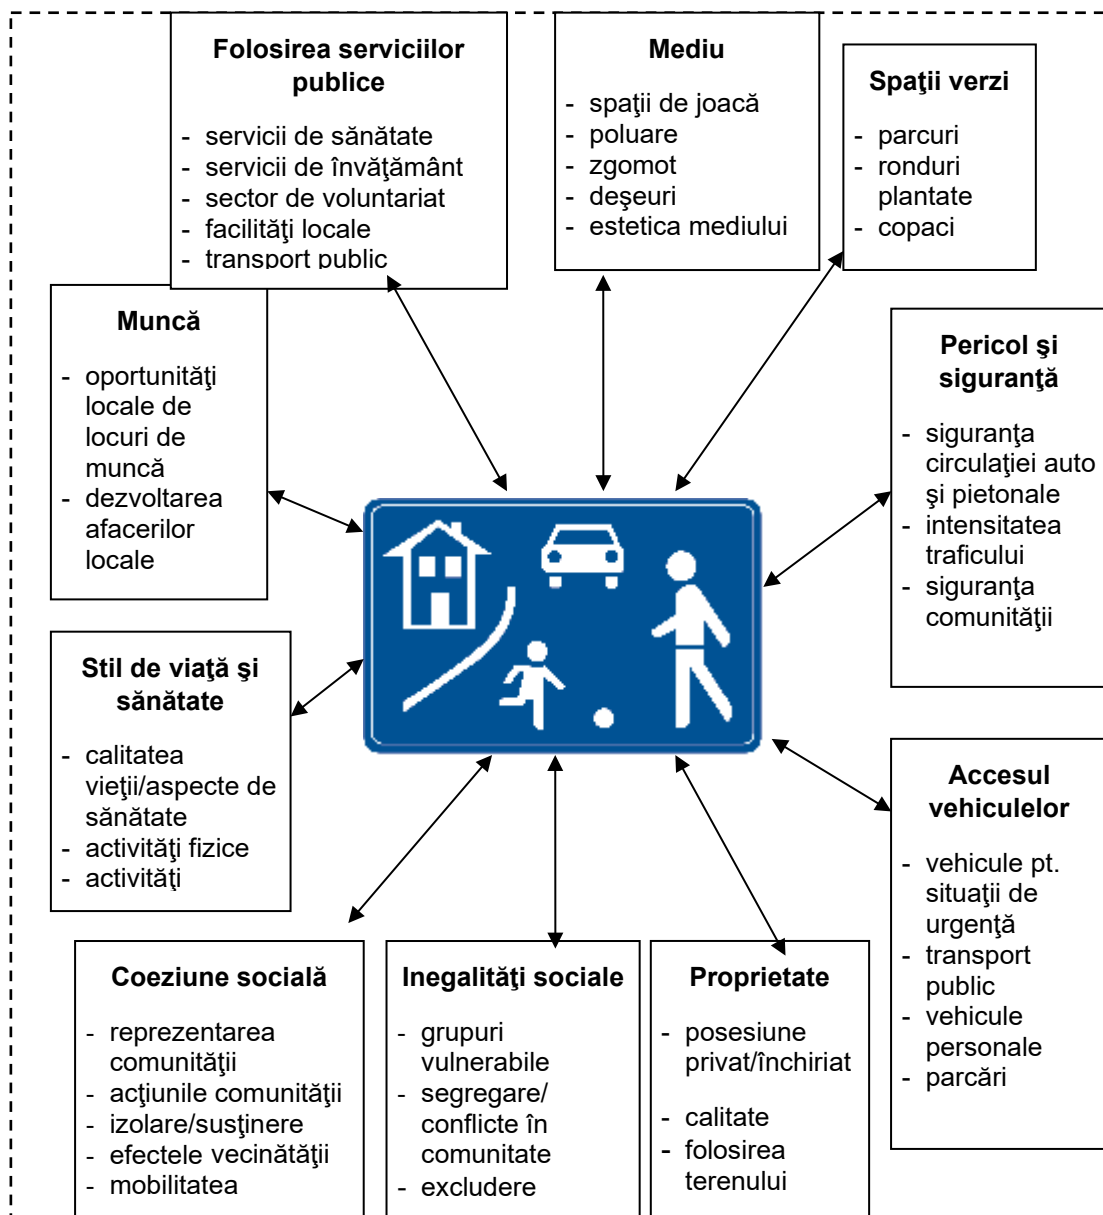 Folosirea serviciilor
publice
- servicii de sănătate
- servicii de învăţământ
- sector de voluntariat
- facilităţi locale
- transport public
Mediu
- spaţii de joacă
- poluare
- zgomot
- deşeuri
- estetica mediului
Spaţii verzi
- parcuri
- ronduri
plantate
- copaci
Muncă
- oportunităţi
locale de
locuri de
muncă
- dezvoltarea
afacerilor
locale
Pericol şi
siguranţă
- siguranţa
circulaţiei auto
şi pietonale
- intensitatea
traficului
- siguranţa
comunităţii
Stil de viaţă şi
sănătate
- calitatea
vieţii/aspecte de
sănătate
- activităţi fizice
- activităţi
Accesul
vehiculelor
- vehicule pt.
situaţii de
urgenţă
- transport
public
- vehicule
personale
- parcări
Coeziune socială
- reprezentarea
comunităţii
- acţiunile comunităţii
- izolare/susţinere
- efectele vecinătăţii
- mobilitatea
Inegalităţi sociale
- grupuri
vulnerabile
- segregare/
conflicte în
comunitate
- excludere
Proprietate
- posesiune
privat/închiriat
- calitate
- folosirea
terenului